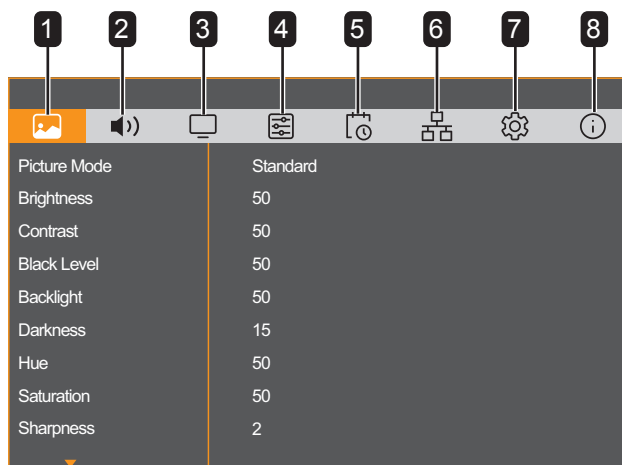 1 2 3 4 5 6 7 8
Picture Mode Standard
Brightness 50
Contrast 50
Black Level 50
Backlight 50
Darkness 15
Hue 50
Saturation 50
Sharpness 2